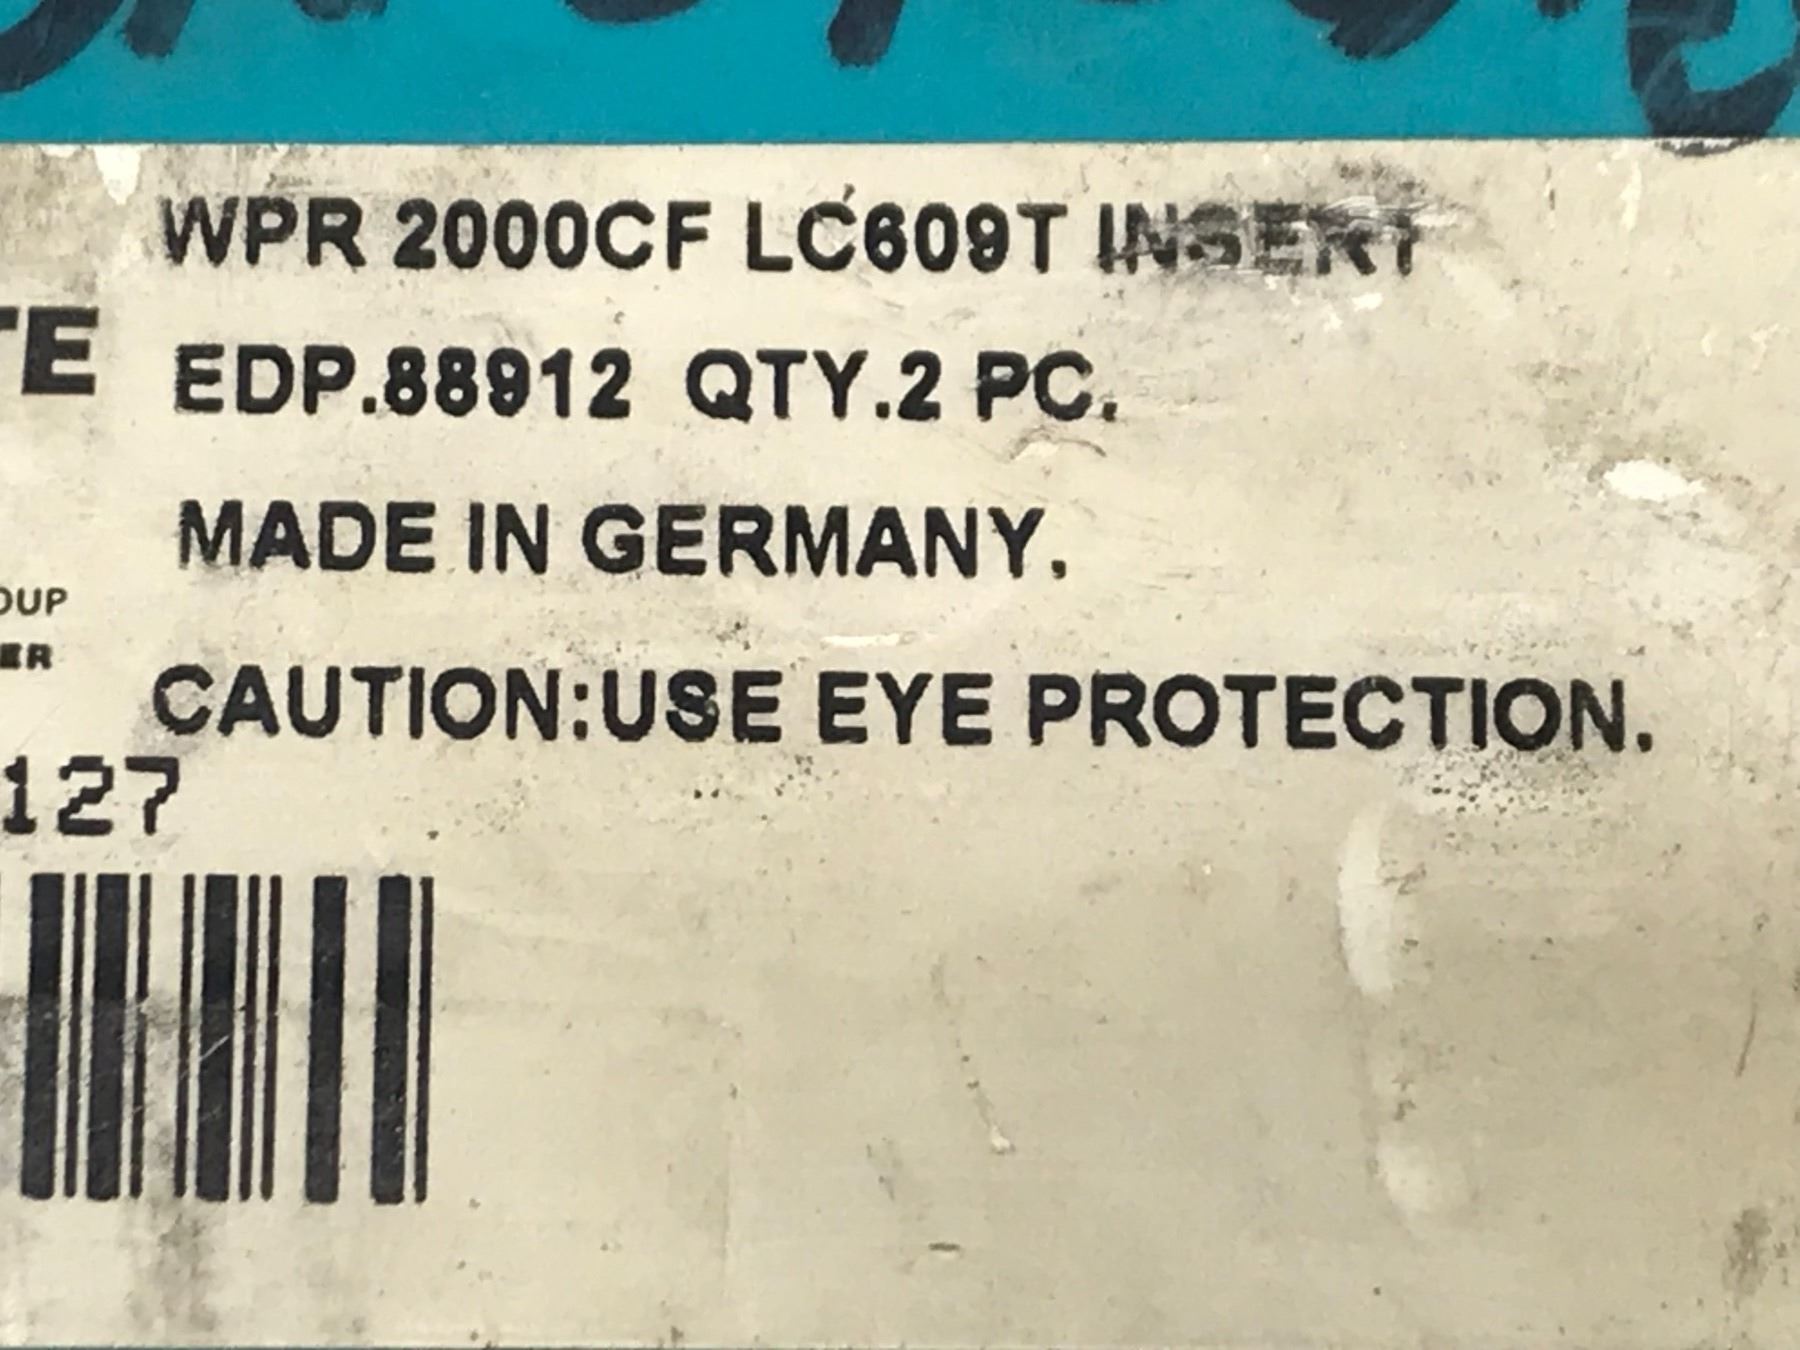 WPR 2000CF LC609T INSERT
TE
EDP.88912 QTY.2 PC.
MADE IN GERMANY.
OUP
ER
CAUTION:USE EYE PROTECTION.
127